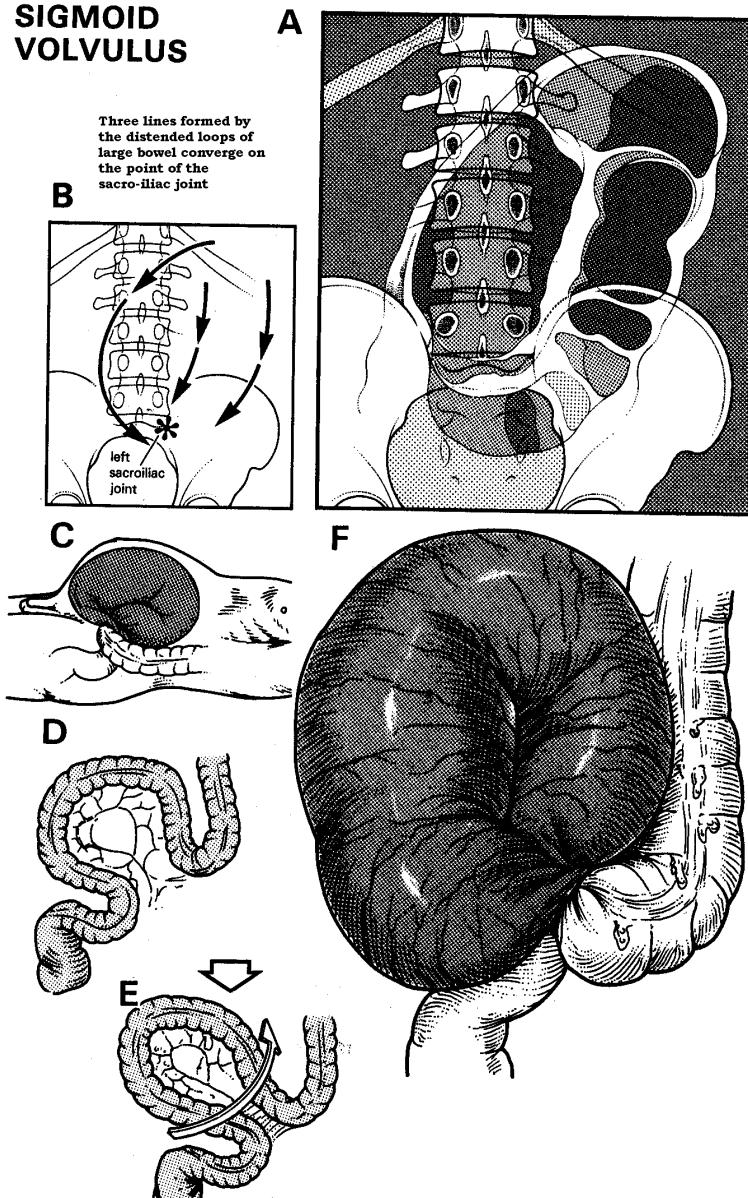 SIGMOID
VOLVULUS
A
Three lines formed by
the distended loops of
large bowel converge on
the point of the
sacro-iliac joint
B
left
sacroiliac
joint
C
F
D
E